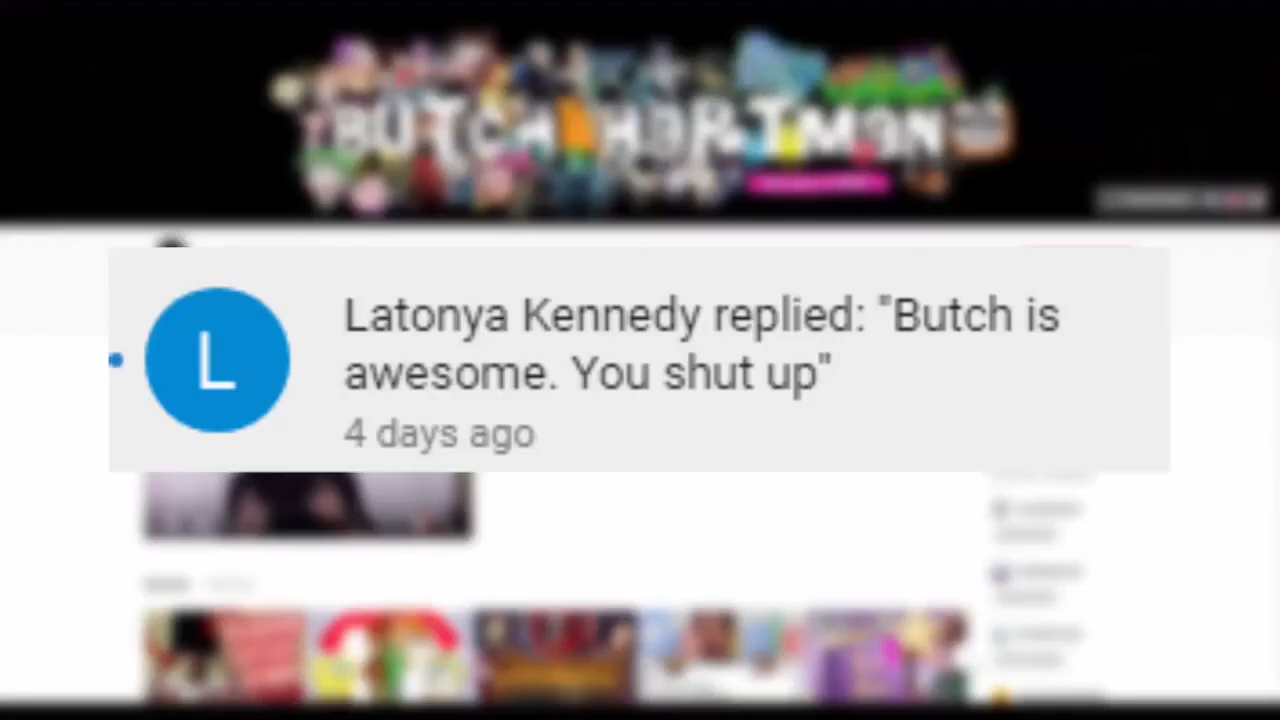 BUTCH HARTMAN
L
Latonya Kennedy replied: "Butch is
awesome. You shut up"
4 days ago